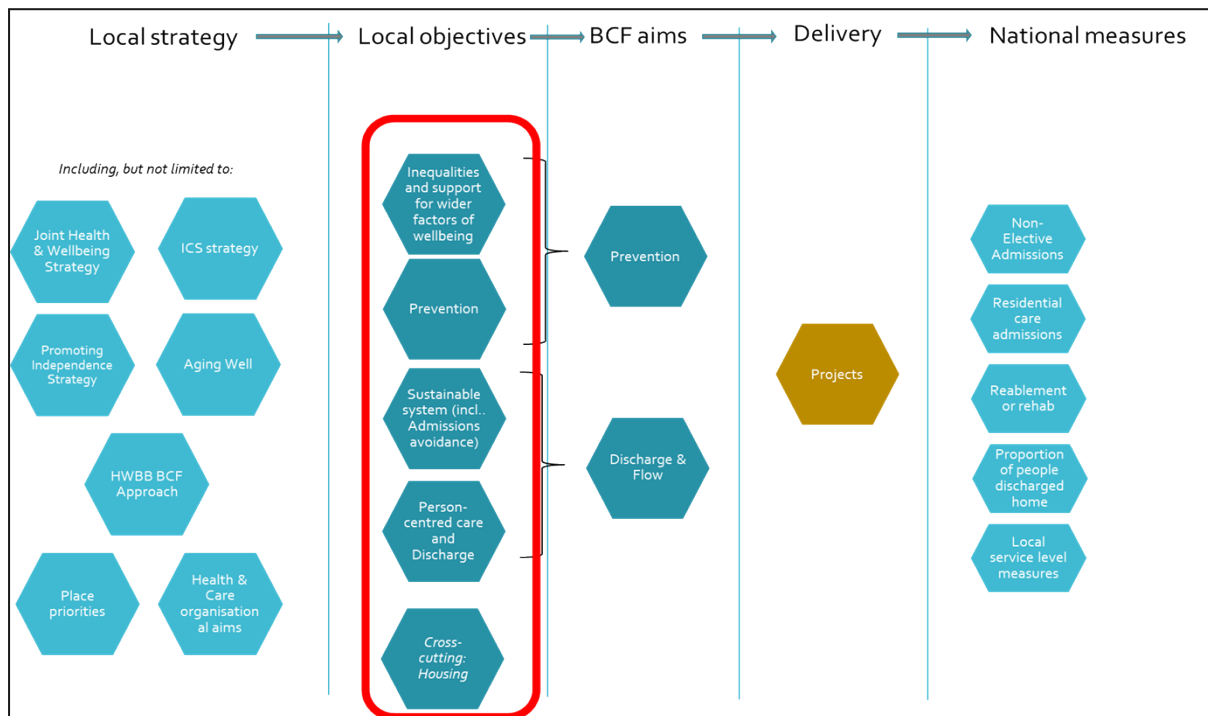 Local strategy
Local objectives
BCF aims
Delivery
National measures
Including, but not limited to:
Joint Health
& Wellbeing
Strategy
ICS strategy
Promoting
Independence
Strategy
Aging Well
HWBB BCF
Approach
Place
priorities
Health &
Care
organisation
al aims
Inequalities
and support
for wider
factors of
wellbeing
Prevention
Sustainable
system (incl..
Admissions
avoidance)
Person-
centred care
and
Discharge
Cross-
cutting:
Housing
Prevention
Discharge &
Flow
Projects
Non-
Elective
Admissions
Residential
care
admissions
Reablement
or rehab
Proportion
of people
discharged
home
Local
service level
measures